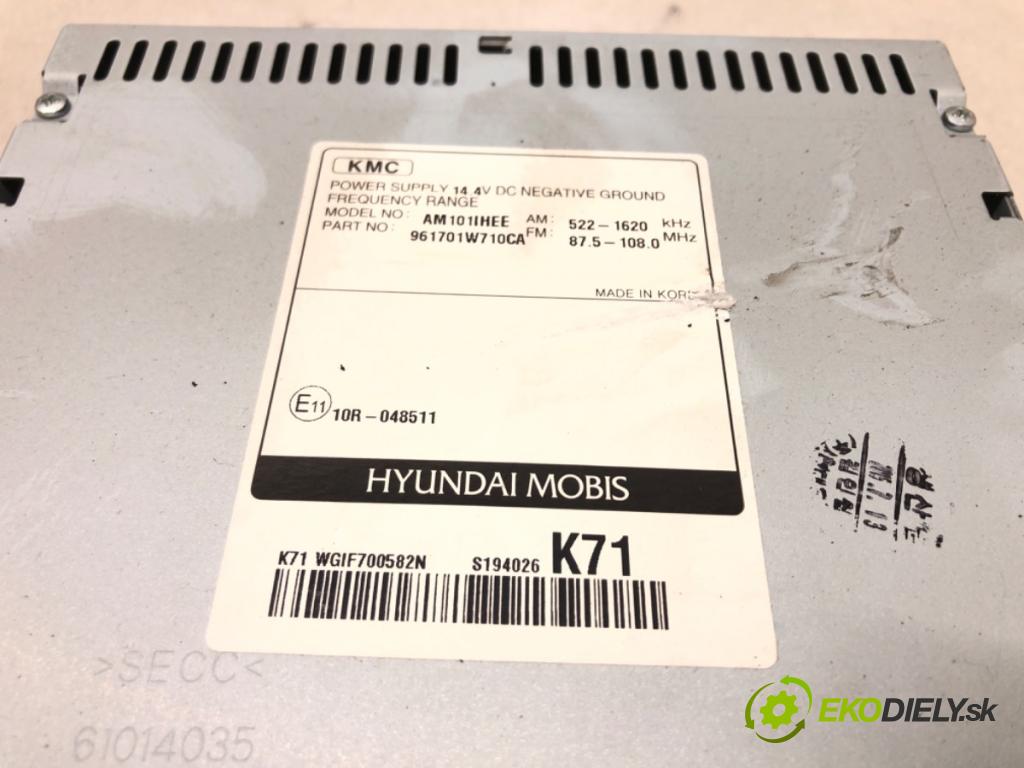 KMC
POWER SUPPLY 14.4V DC NEGATIVE GROUND
FREQUENCY RANGE
MODEL NO: AM101IHEE AM: 522-1620 kHz
PART NO: 961701W710CA FM: 87.5-108.0 MHz
MADE IN
E11 10R-048511
HYUNDAI MOBIS
K71 WGIF700582N S194026 K71
>SECC<
61014035
EKODIELY.sk